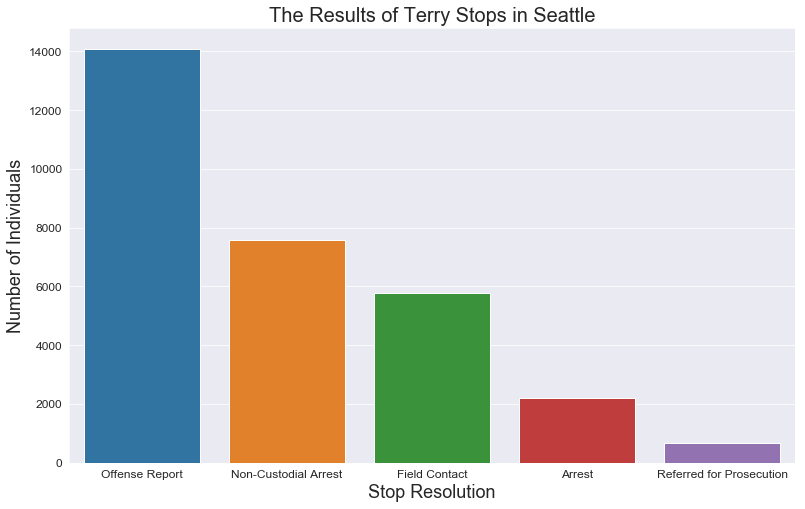 The Results of Terry Stops in Seattle
14000
12000
10000
8000
6000
4000
2000
0
Number of Individuals
Offense Report
Non-Custodial Arrest
Field Contact
Arrest
Referred for Prosecution
Stop Resolution